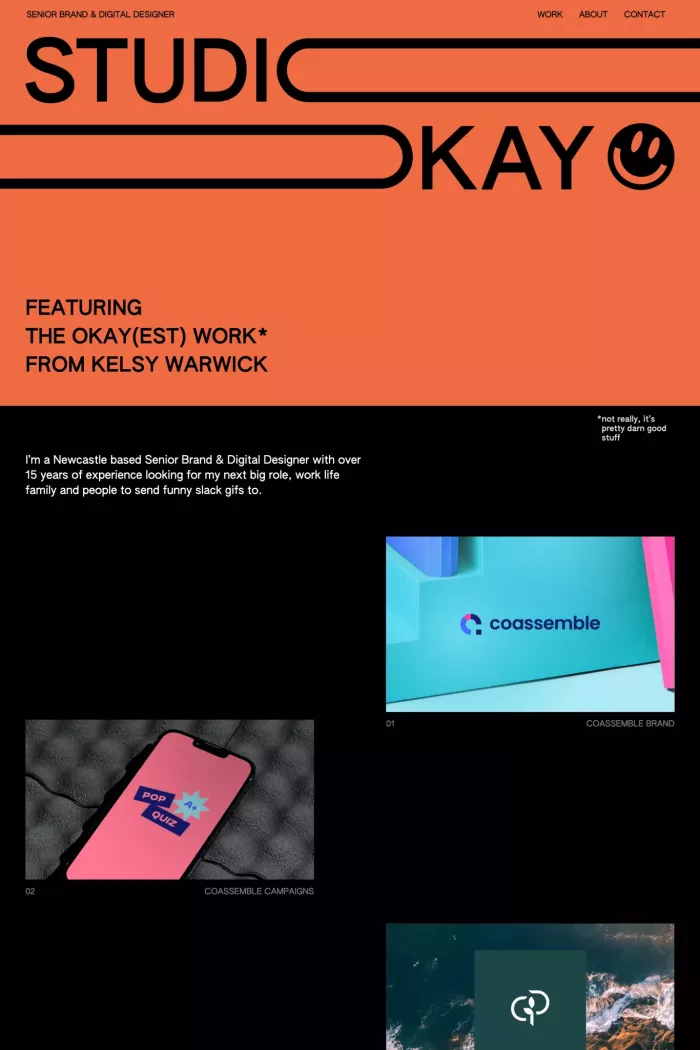 SENIOR BRAND & DIGITAL DESIGNER
WORK ABOUT CONTACT
STUDIO
OKAY
FEATURING
THE OKAY(EST) WORK*
FROM KELSY WARWICK
*not really, it's
pretty darn good
stuff
I'm a Newcastle based Senior Brand & Digital Designer with over
15 years of experience looking for my next big role, work life
family and people to send funny slack gifs to.
coassemble
01 COASSEMBLE BRAND
POP
A+
QUIZ
02 COASSEMBLE CAMPAIGNS